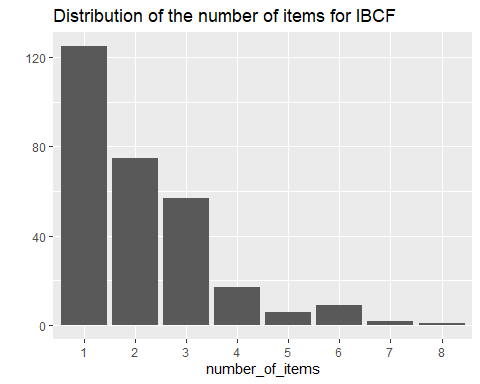 Distribution of the number of items for IBCF
120
80
40
0
1 2 3 4 5 6 7 8
number_of_items